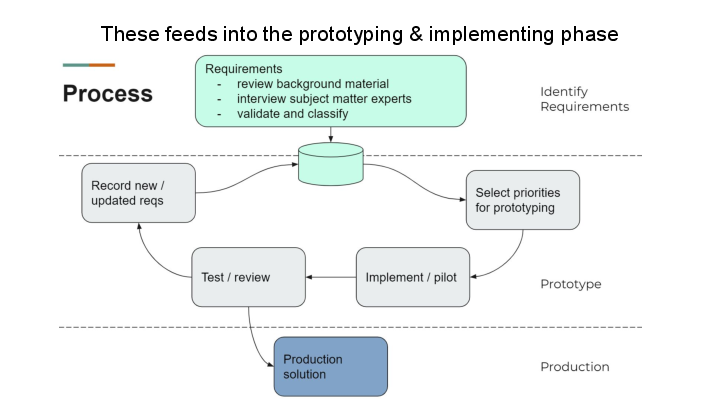 These feeds into the prototyping & implementing phase
Process
Requirements
- review background material
- interview subject matter experts
- validate and classify
Identify
Requirements
Record new /
updated reqs
Select priorities
for prototyping
Test / review
Implement / pilot
Prototype
Production
solution
Production